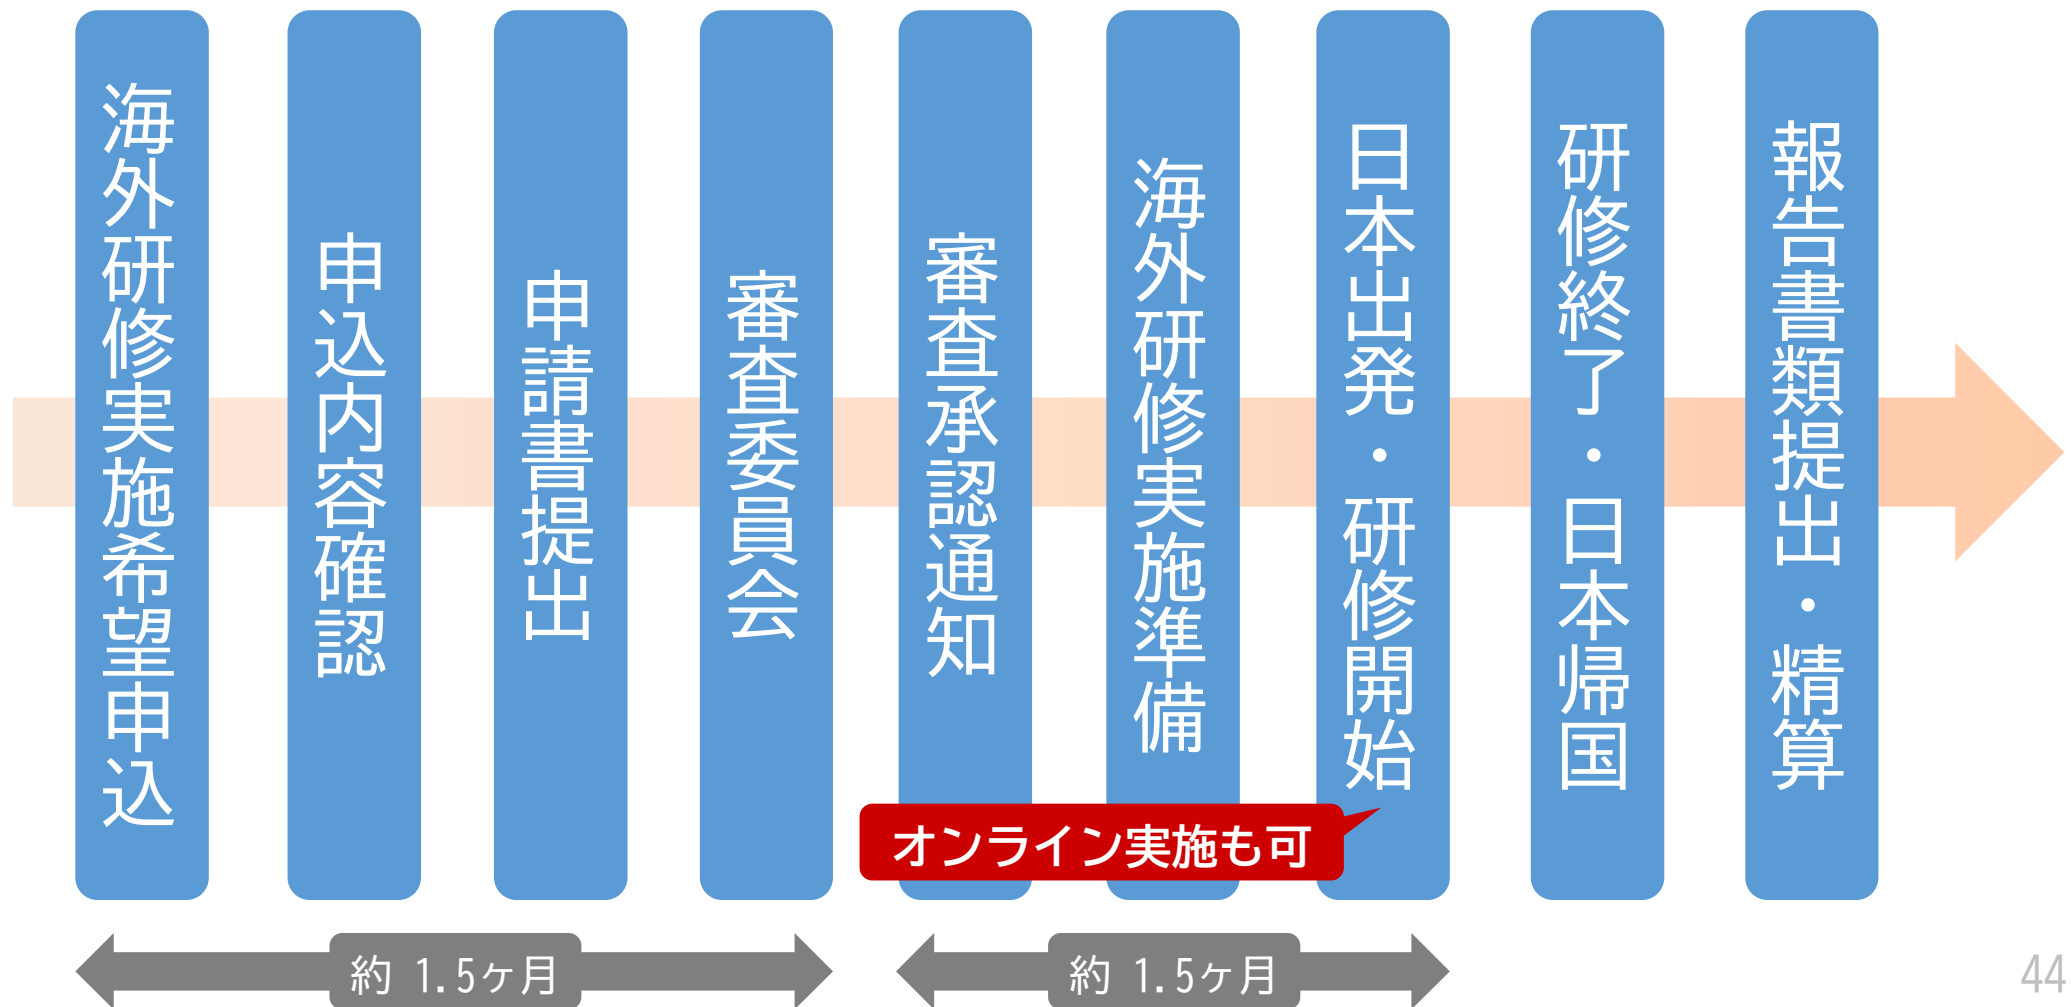 海外研修実施希望申込
申込内容確認
申請書提出
審査委員会
審査承認通知
海外研修実施準備
日本出発・研修開始
研修終了・日本帰国
報告書類提出・精算
オンライン実施も可
約 1.5ヶ月
約 1.5ヶ月
44